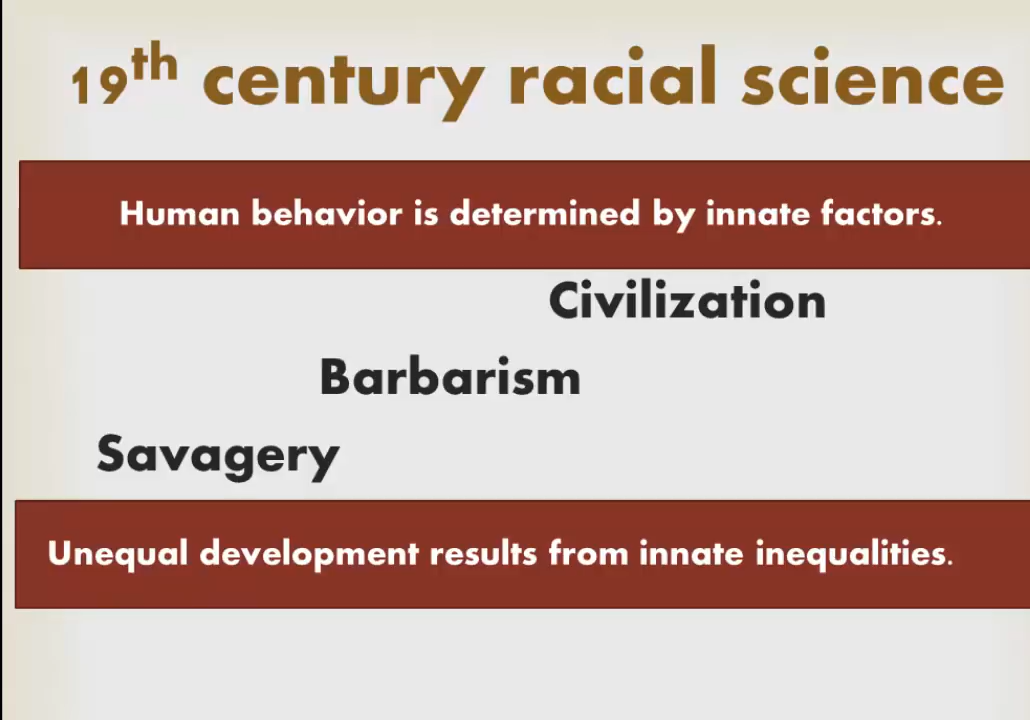 19th century racial science
Human behavior is determined by innate factors.
Civilization
Barbarism
Savagery
Unequal development results from innate inequalities.